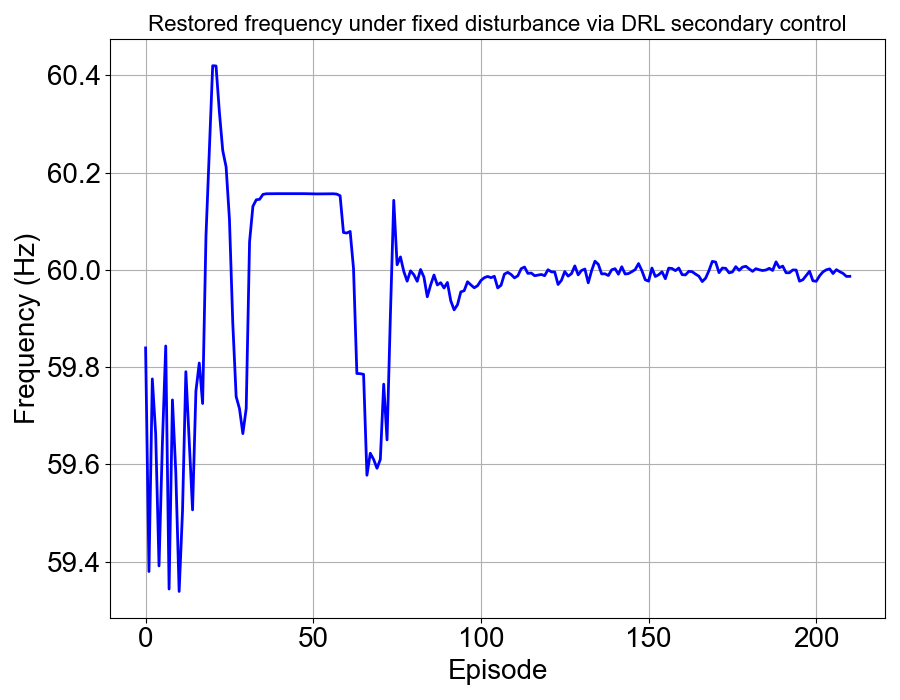 Restored frequency under fixed disturbance via DRL secondary control
60.4
60.2
60.0
59.8
59.6
59.4
Frequency (Hz)
0 50 100 150 200
Episode